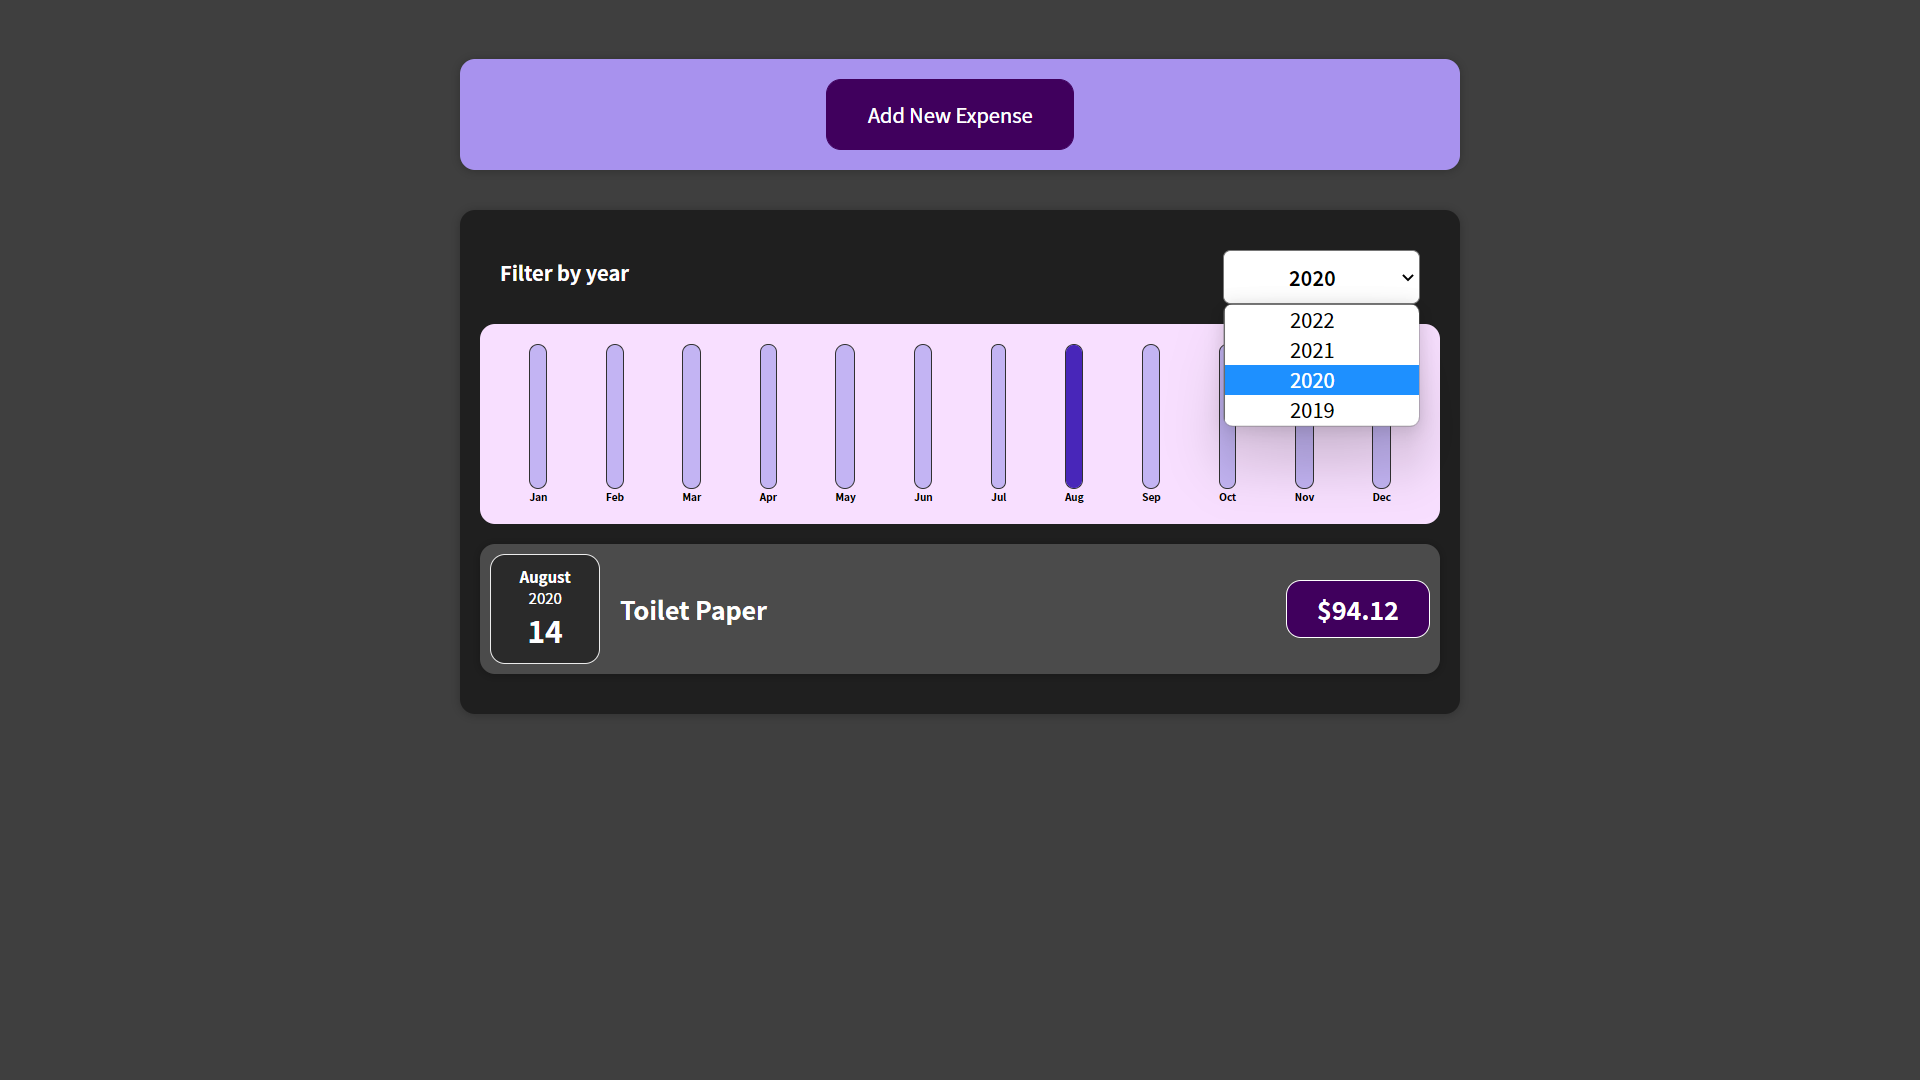 Add New Expense
Filter by year
2020
2022
2021
2020
2019
Jan Feb Mar Apr May Jun Jul Aug Sep Oct Nov Dec
August
2020
14
Toilet Paper
$94.12